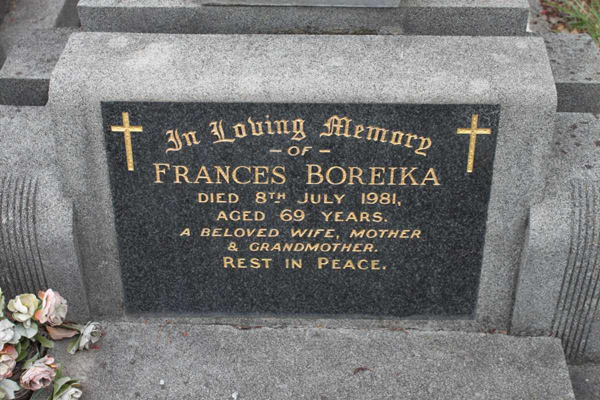 In Loving Memory
- OF -
FRANCES BOREIKA
DIED 8TH JULY 1981,
AGED 69 YEARS.
A BELOVED WIFE, MOTHER
& GRANDMOTHER.
REST IN PEACE.